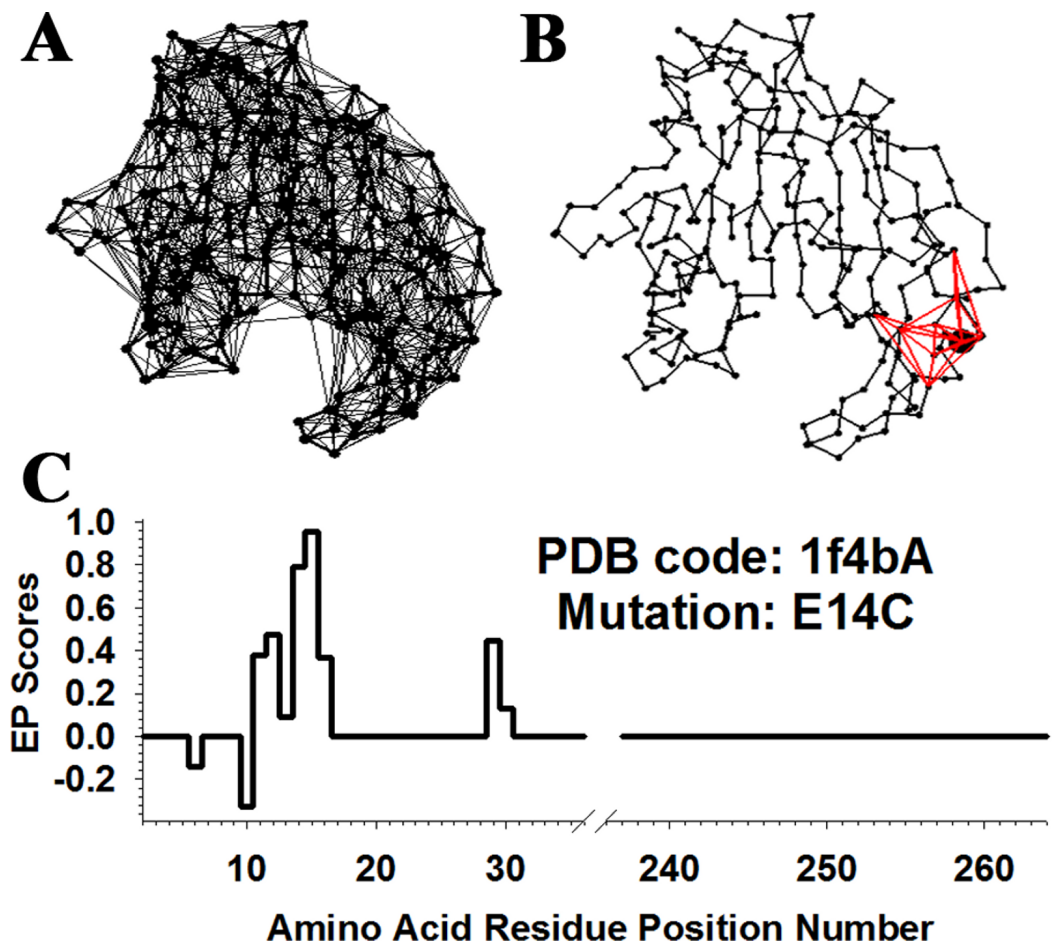 A
B
C
1.0
0.8
0.6
0.4
0.2
0.0
-0.2
EP Scores
PDB code: 1f4bA
Mutation: E14C
10 20 30 240 250 260
Amino Acid Residue Position Number